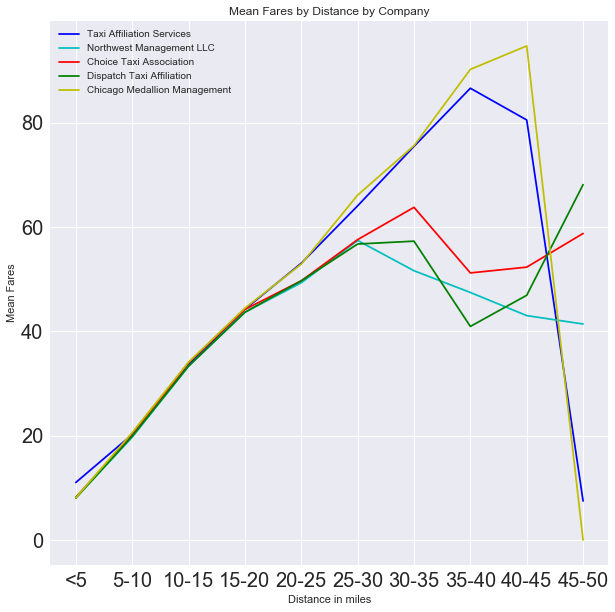 Mean Fares by Distance by Company
Taxi Affiliation Services
Northwest Management LLC
Choice Taxi Association
Dispatch Taxi Affiliation
Chicago Medallion Management
80
60
40
20
0
Mean Fares
<5 5-10 10-15 15-20 20-25 25-30 30-35 35-40 40-45 45-50
Distance in miles